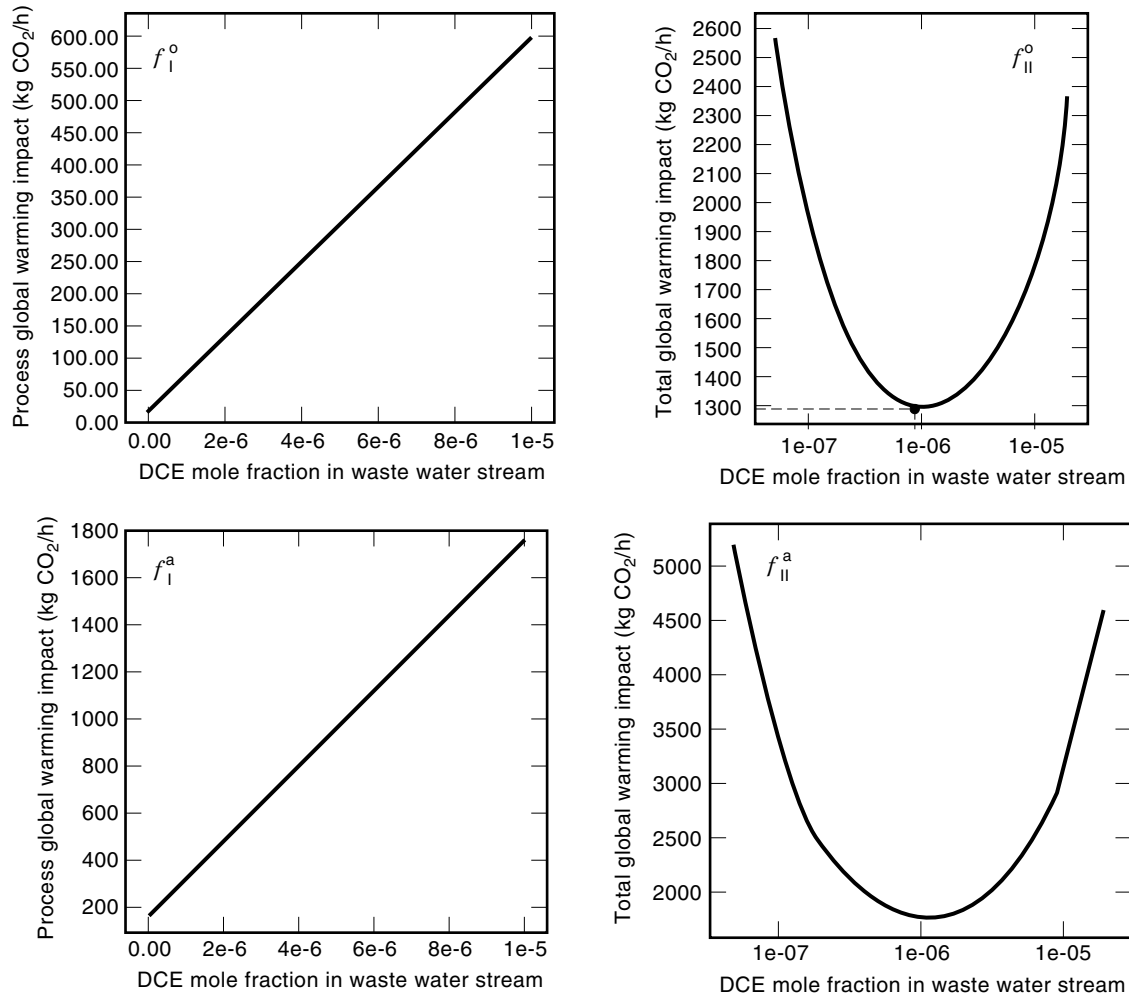 Process global warming impact (kg CO₂/h)
600.00
550.00
500.00
450.00
400.00
350.00
300.00
250.00
200.00
150.00
100.00
50.00
0.00
f I o
0.00 2e-6 4e-6 6e-6 8e-6 1e-5
DCE mole fraction in waste water stream
Total global warming impact (kg CO₂/h)
2600
2500
2400
2300
2200
2100
2000
1900
1800
1700
1600
1500
1400
1300
f II o
1e-07 1e-06 1e-05
DCE mole fraction in waste water stream
Process global warming impact (kg CO₂/h)
1800
1600
1400
1200
1000
800
600
400
200
f I a
0.00 2e-6 4e-6 6e-6 8e-6 1e-5
DCE mole fraction in waste water stream
Total global warming impact (kg CO₂/h)
5000
4500
4000
3500
3000
2500
2000
f II a
1e-07 1e-06 1e-05
DCE mole fraction in waste water stream